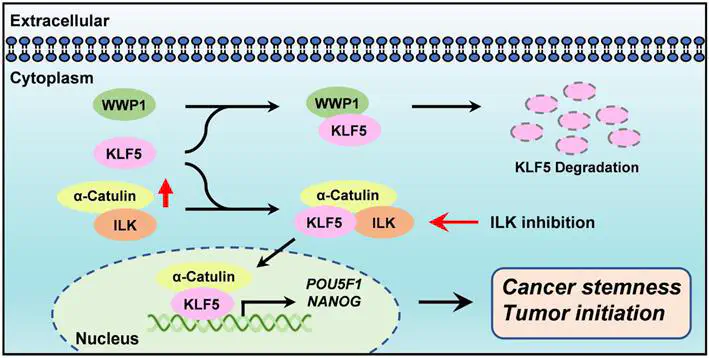 Extracellular
Cytoplasm
WWP1
WWP1
KLF5
KLF5
KLF5 Degradation
α-Catulin
ILK
α-Catulin
KLF5
ILK
ILK inhibition
α-Catulin
KLF5
POU5F1
NANOG
Nucleus
Cancer stemness
Tumor initiation